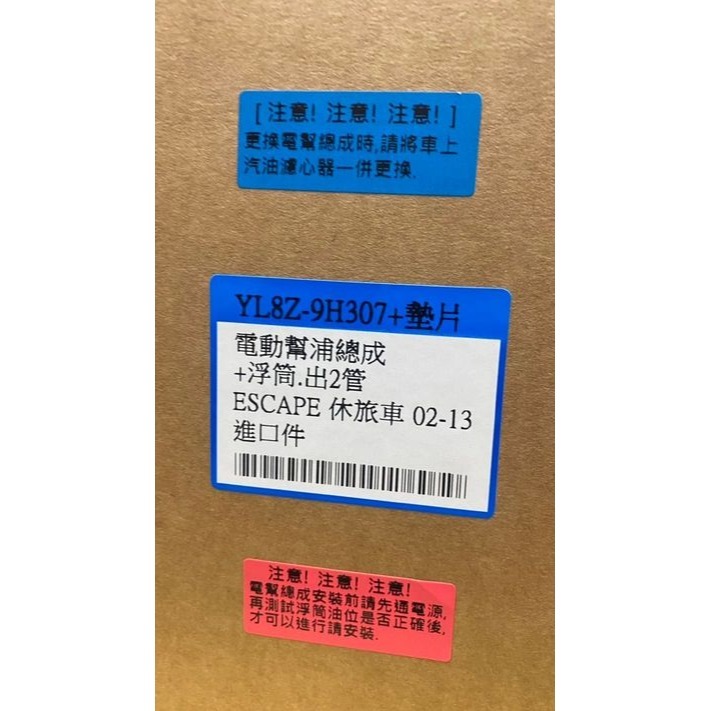 [ 注意! 注意! 注意! ]
更換電幫總成時,請將車上
汽油濾心器一併更換.
YL8Z-9H307+墊片
電動幫浦總成
+浮筒.出2管
ESCAPE 休旅車 02-13
進口件
注意! 注意! 注意!
電幫總成安裝前請先通電源,
再測試浮筒油位是否正確後,
才可以進行請安裝.